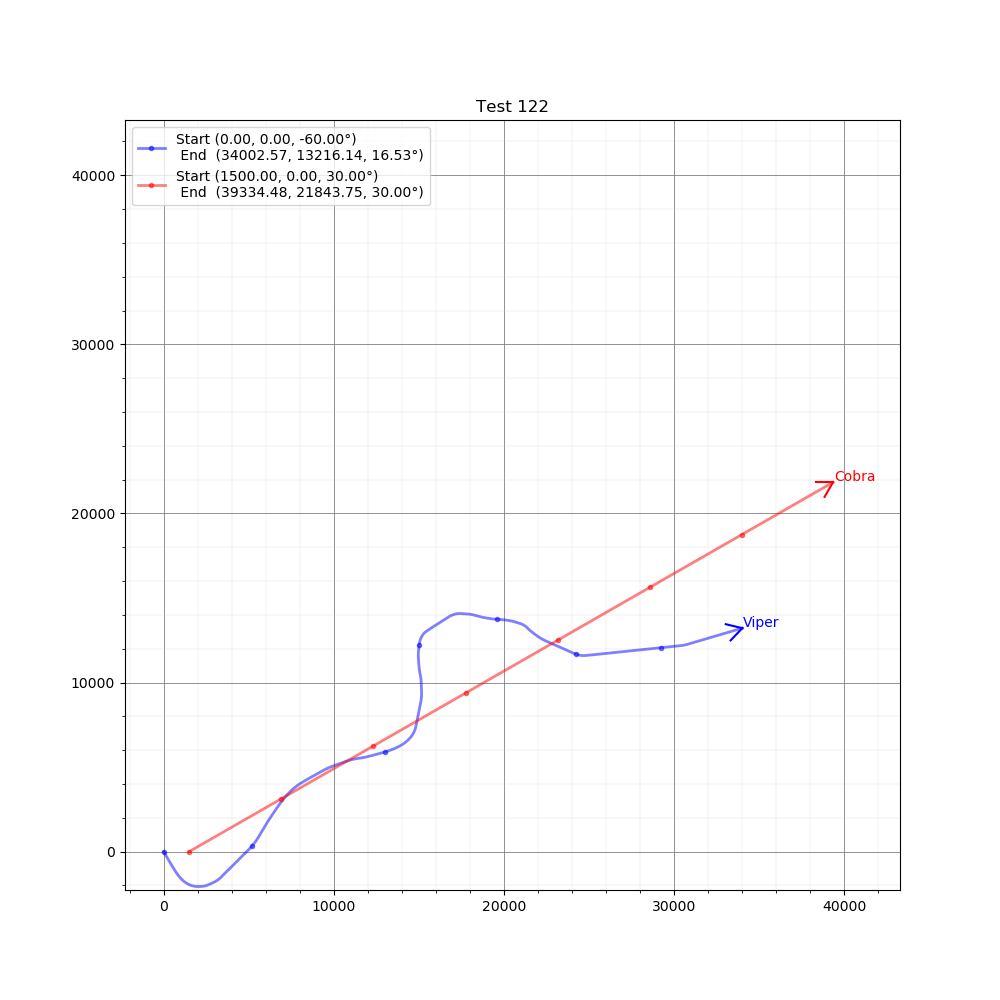 Test 122
Start (0.00, 0.00, -60.00°)
End  (34002.57, 13216.14, 16.53°)
Start (1500.00, 0.00, 30.00°)
End  (39334.48, 21843.75, 30.00°)
40000
30000
20000
10000
0
Cobra
Viper
0
10000
20000
30000
40000